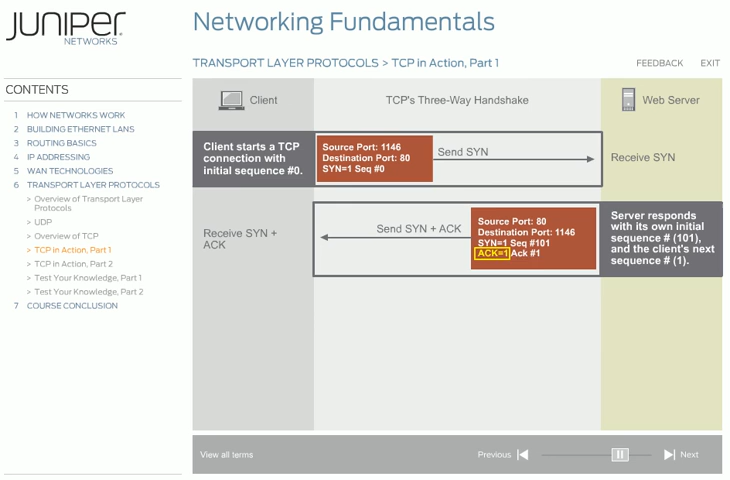 JUNIPER
NETWORKS
Networking Fundamentals
TRANSPORT LAYER PROTOCOLS > TCP in Action, Part 1
FEEDBACK
EXIT
CONTENTS
1 HOW NETWORKS WORK
2 BUILDING ETHERNET LANS
3 ROUTING BASICS
4 IP ADDRESSING
5 WAN TECHNOLOGIES
6 TRANSPORT LAYER PROTOCOLS
> Overview of Transport Layer
Protocols
> UDP
> Overview of TCP
> TCP in Action, Part 1
> TCP in Action, Part 2
> Test Your Knowledge, Part 1
> Test Your Knowledge, Part 2
7 COURSE CONCLUSION
Client
TCP's Three-Way Handshake
Web Server
Client starts a TCP
connection with
initial sequence #0.
Source Port: 1146
Destination Port: 80
SYN=1 Seq #0
Send SYN
Receive SYN
Receive SYN +
ACK
Send SYN + ACK
Source Port: 80
Destination Port: 1146
SYN=1 Seq #101
ACK=1 Ack #1
Server responds
with its own initial
sequence # (101),
and the client's next
sequence # (1).
View all terms
Previous
Next